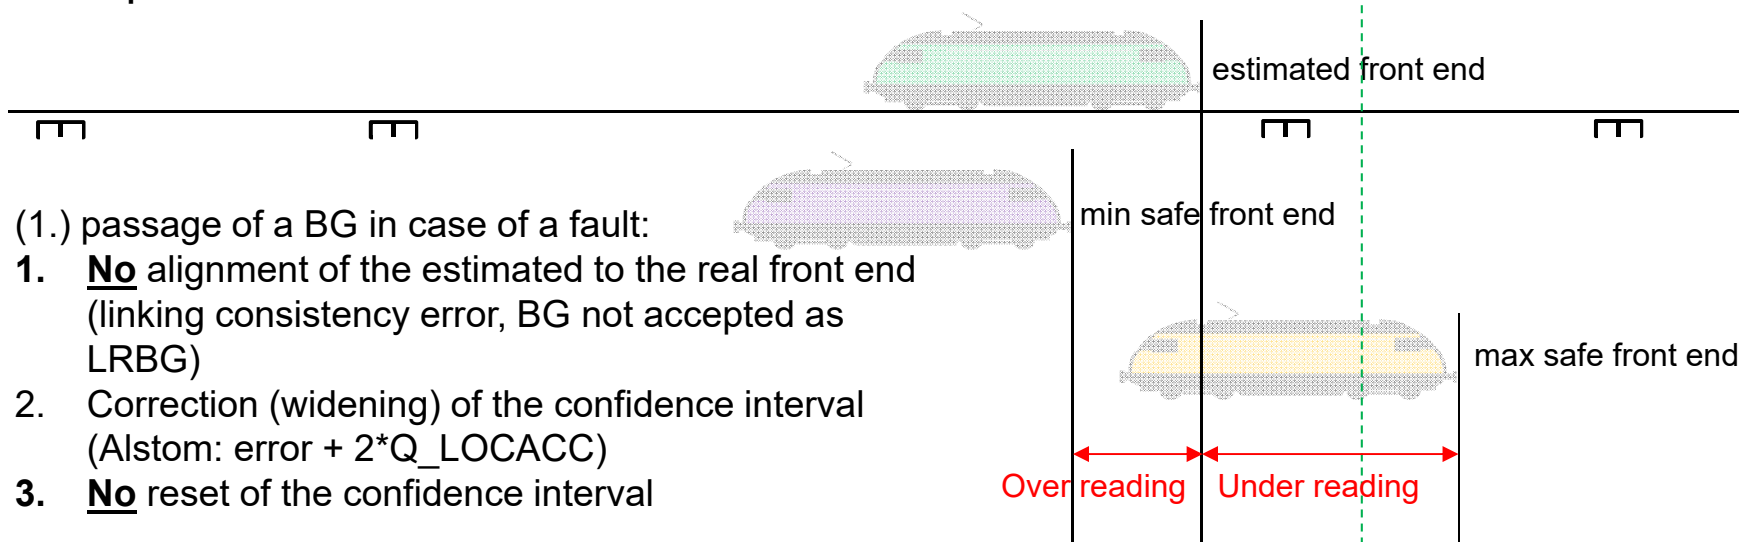 estimated front end
min safe front end
(1.) passage of a BG in case of a fault:
1. No alignment of the estimated to the real front end
(linking consistency error, BG not accepted as
LRBG)
2. Correction (widening) of the confidence interval
(Alstom: error + 2*Q_LOCACC)
3. No reset of the confidence interval
max safe front end
Over reading
Under reading